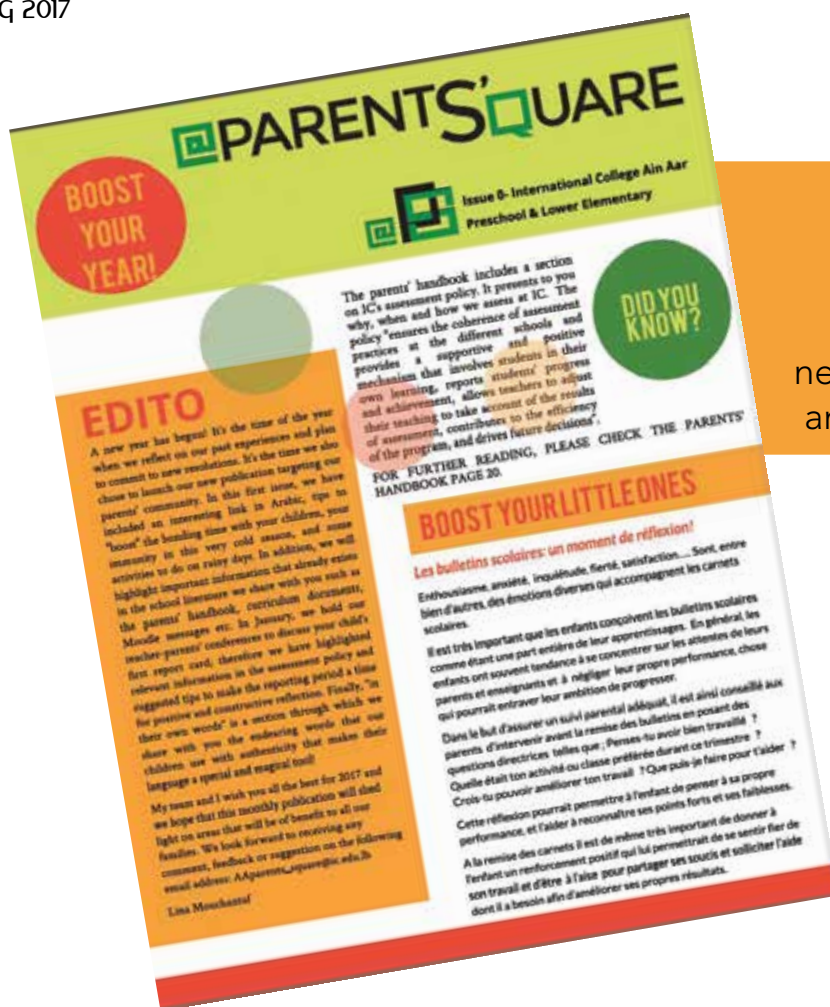 G 2017
@PARENTS'QUARE
BOOST
YOUR
YEAR!
@PS
Issue 0- International College Ain Aar
Preschool & Lower Elementary
The parents' handbook includes a section
on IC's assessment policy. It presents to you
why, when and how we assess at IC. The
policy "ensures the coherence of assessment
practices at the different schools and
provides a supportive and positive
mechanism that involves students in their
own learning, reports students' progress
and achievement, allows teachers to adjust
their teaching to take account of the results
of assessment, contributes to the efficiency
of the program, and drives future decisions".
FOR FURTHER READING, PLEASE CHECK THE PARENTS'
HANDBOOK PAGE 20.
DID YOU
KNOW?
EDITO
A new year has begun! It's the time of the year
when we reflect on our past experiences and plan
to commit to new resolutions. It's the time we also
chose to launch our new publication targeting our
parents' community. In this first issue, we have
included an interesting link in Arabic, tips to
"boost" the bonding time with your children, your
immunity in this very cold season, and some
activities to do on rainy days. In addition, we will
highlight important information that already exists
in the school literature we share with you such as
the parents' handbook, curriculum documents,
Moodle messages etc. In January, we hold our
teacher-parents' conferences to discuss your child's
first report card; therefore we have highlighted
relevant information in the assessment policy and
suggested tips to make the reporting period a time
for positive and constructive reflection. Finally, "in
their own words" is a section through which we
share with you the endearing words that our
children use with authenticity that makes their
language a special and magical tool!
My team and I wish you all the best for 2017 and
we hope that this monthly publication will shed
light on areas that will be of benefit to all our
families. We look forward to receiving any
comment, feedback or suggestion on the following
email address: AAparents_square@ic.edu.lb
Lina Mouchantaf
BOOST YOUR LITTLE ONES
Les bulletins scolaires: un moment de réflexion!
Enthousiasme, anxiété, inquiétude, fierté, satisfaction.... Sont, entre
bien d'autres, des émotions diverses qui accompagnent les carnets
scolaires.
Il est très important que les enfants conçoivent les bulletins scolaires
comme étant une part entière de leur apprentissages. En général, les
enfants ont souvent tendance à se concentrer sur les attentes de leurs
parents et enseignants et à négliger leur propre performance, chose
qui pourrait entraver leur ambition de progresser.
Dans le but d'assurer un suivi parental adéquat, il est ainsi conseillé aux
parents d'intervenir avant la remise des bulletins en posant des
questions directrices telles que ; Penses-tu avoir bien travaillé ?
Quelle était ton activité ou classe préférée durant ce trimestre ?
Crois-tu pouvoir améliorer ton travail ? Que puis-je faire pour t'aider ?
Cette réflexion pourrait permettre à l'enfant de penser à sa propre
performance, et l'aider à reconnaître ses points forts et ses faiblesses.
A la remise des carnets il est de même très important de donner à
l'enfant un renforcement positif qui lui permettrait de se sentir fier de
son travail et d'être à l'aise pour partager ses soucis et solliciter l'aide
dont il a besoin afin d'améliorer ses propres résultats.
ne
ar